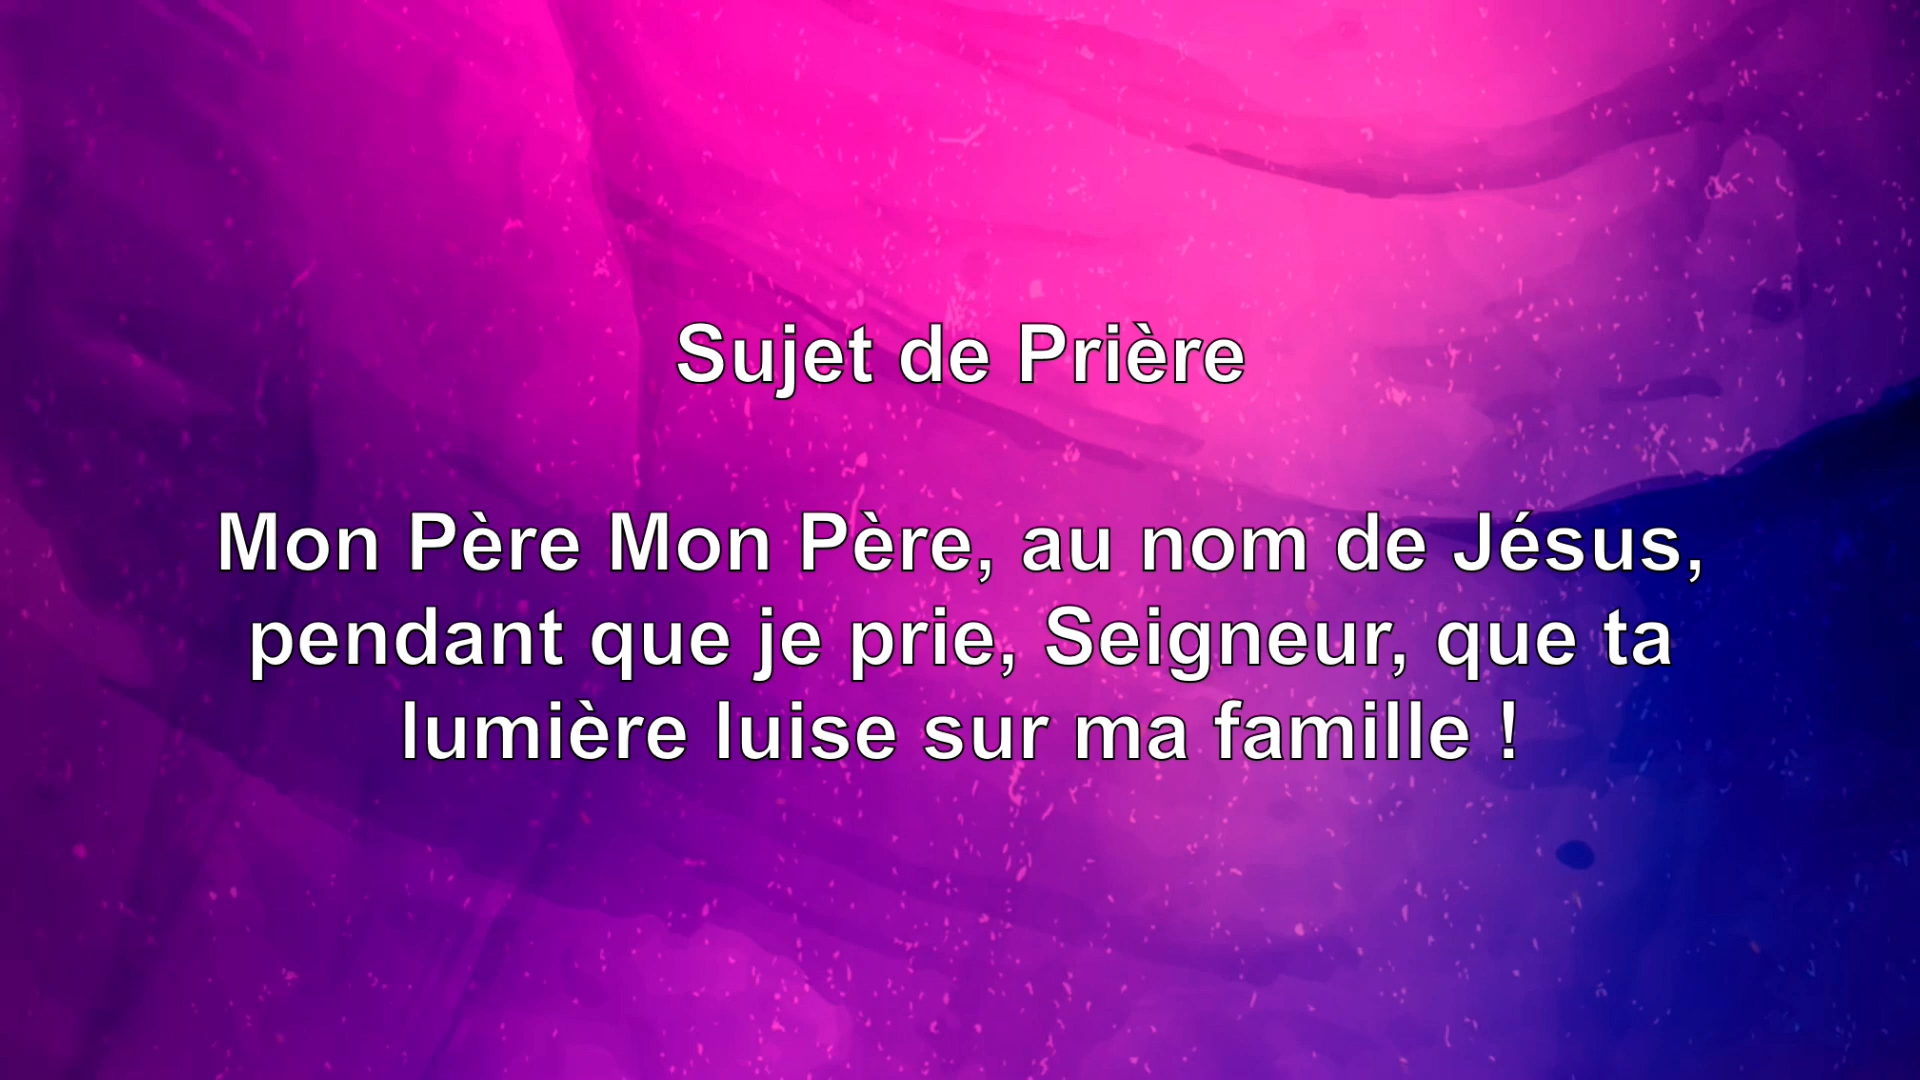 Sujet de Prière
Mon Père Mon Père, au nom de Jésus,
pendant que je prie, Seigneur, que ta
lumière luise sur ma famille !